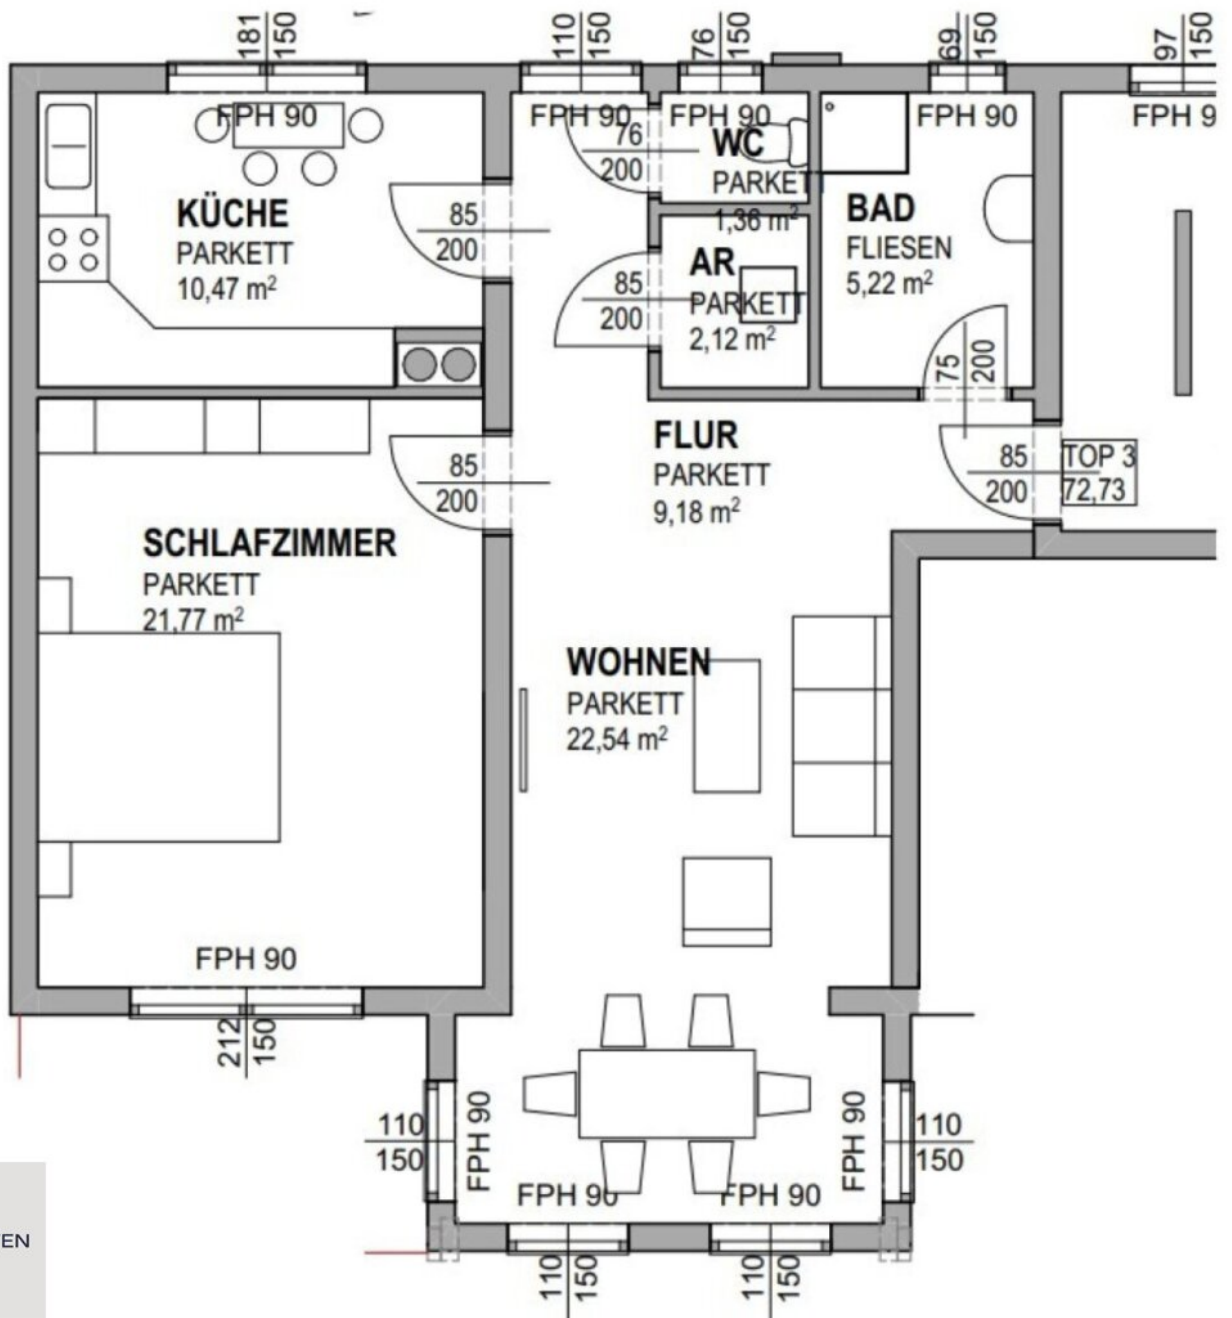 181
150
110
150
76
150
69
150
97
150
FPH 90
FPH 90
FPH 90
FPH 90
FPH 9
76
200
WC
PARKETT
1,36 m²
KÜCHE
PARKETT
10,47 m²
85
200
BAD
FLIESEN
5,22 m²
AR
PARKETT
2,12 m²
85
200
75
200
FLUR
PARKETT
9,18 m²
85
200
85
200
TOP 3
72,73
SCHLAFZIMMER
PARKETT
21,77 m²
WOHNEN
PARKETT
22,54 m²
FPH 90
212
150
110
150
FPH 90
FPH 90
110
150
FPH 90
FPH 90
110
150
110
150
EN